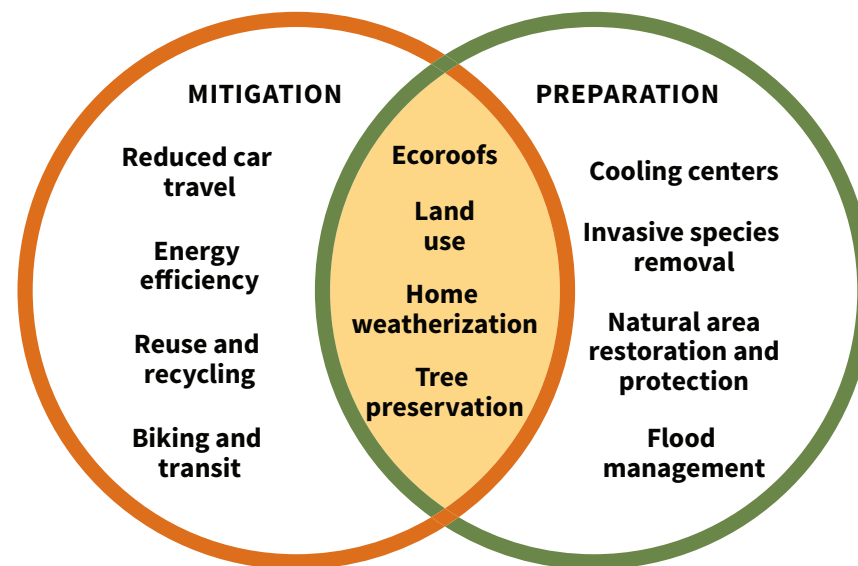 MITIGATION
Reduced car
travel
Energy
efficiency
Reuse and
recycling
Biking and
transit
Ecoroofs
Land
use
Home
weatherization
Tree
preservation
PREPARATION
Cooling centers
Invasive species
removal
Natural area
restoration and
protection
Flood
management